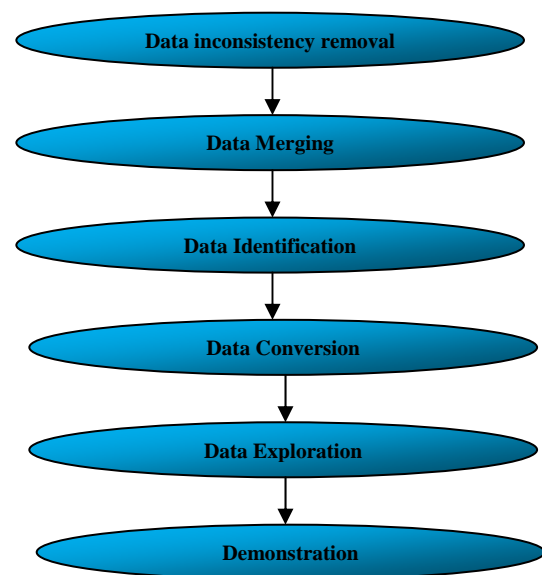 Data inconsistency removal
Data Merging
Data Identification
Data Conversion
Data Exploration
Demonstration